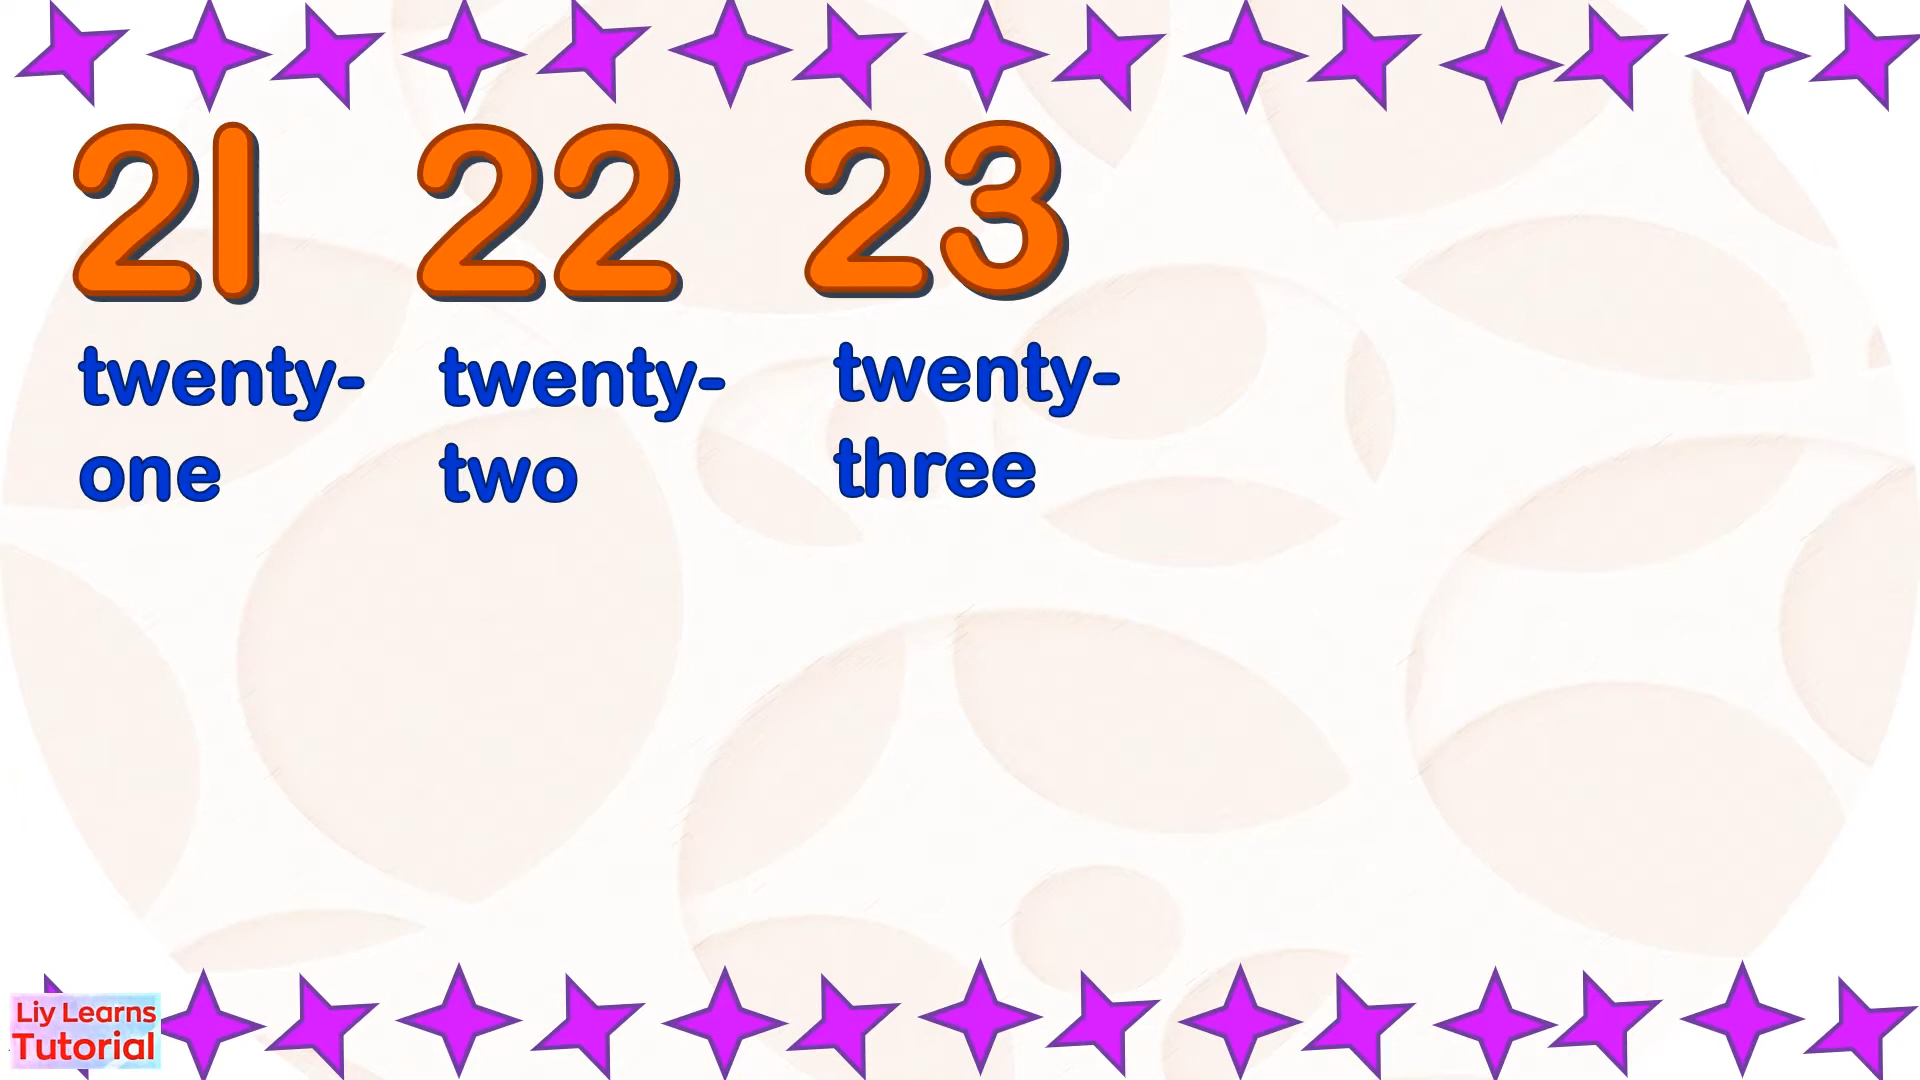 21 22 23
twenty- twenty- twenty-
one two three
Liy Learns
Tutorial